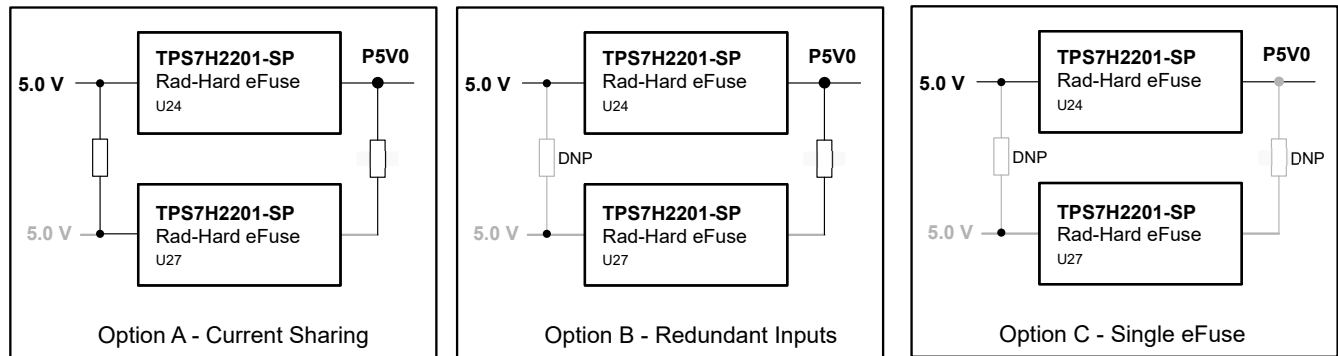 TPS7H2201-SP
Rad-Hard eFuse
U24
P5V0
5.0 V
5.0 V
TPS7H2201-SP
Rad-Hard eFuse
U27
Option A - Current Sharing
TPS7H2201-SP
Rad-Hard eFuse
U24
P5V0
5.0 V
DNP
5.0 V
TPS7H2201-SP
Rad-Hard eFuse
U27
Option B - Redundant Inputs
TPS7H2201-SP
Rad-Hard eFuse
U24
P5V0
5.0 V
DNP
DNP
5.0 V
TPS7H2201-SP
Rad-Hard eFuse
U27
Option C - Single eFuse